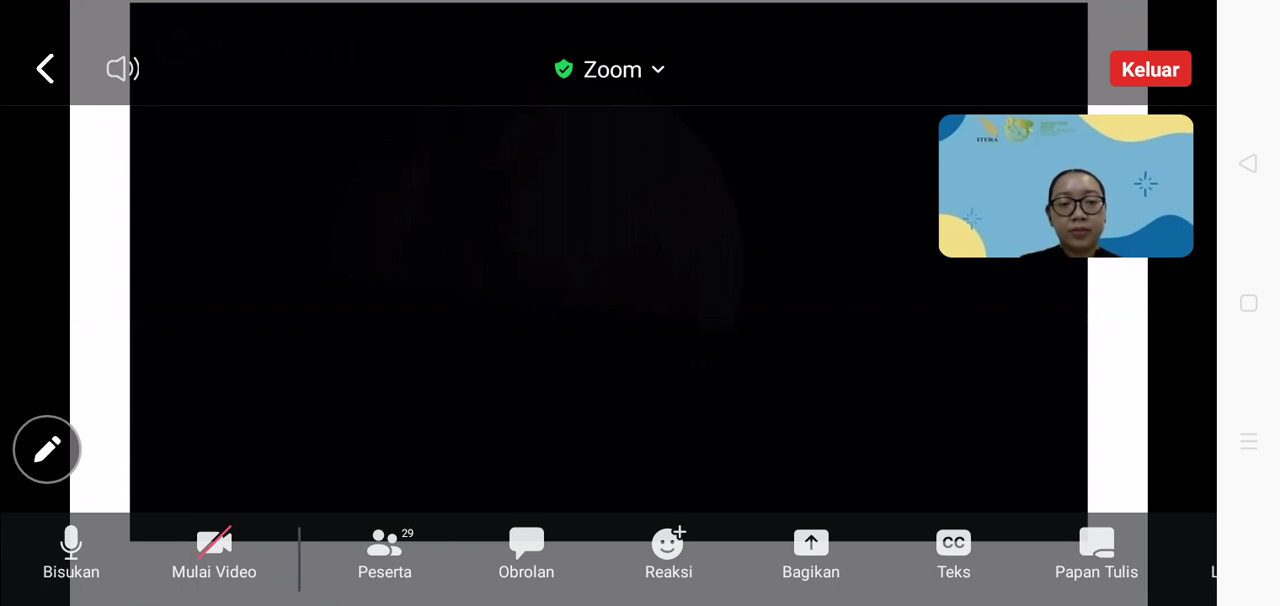 Zoom
Keluar
ITERA
29
CC
Bisukan
Mulai Video
Peserta
Obrolan
Reaksi
Bagikan
Teks
Papan Tulis